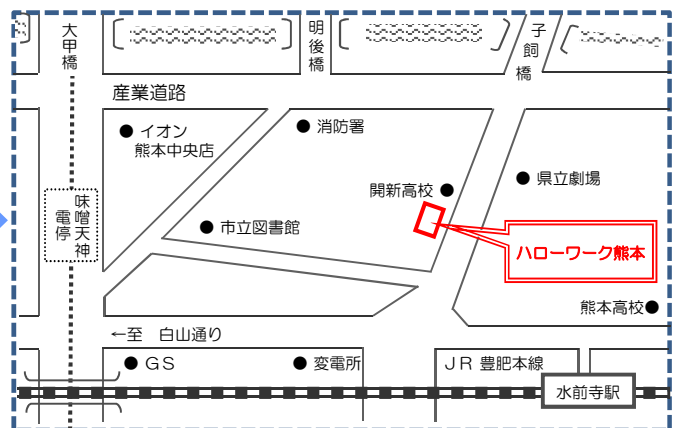 大甲橋
明後橋
子飼橋
産業道路
● イオン
熊本中央店
● 消防署
開新高校 ●
● 県立劇場
味噌天神
電停
● 市立図書館
ハローワーク熊本
熊本高校●
←至　白山通り
● ＧＳ
● 変電所
ＪＲ 豊肥本線
水前寺駅